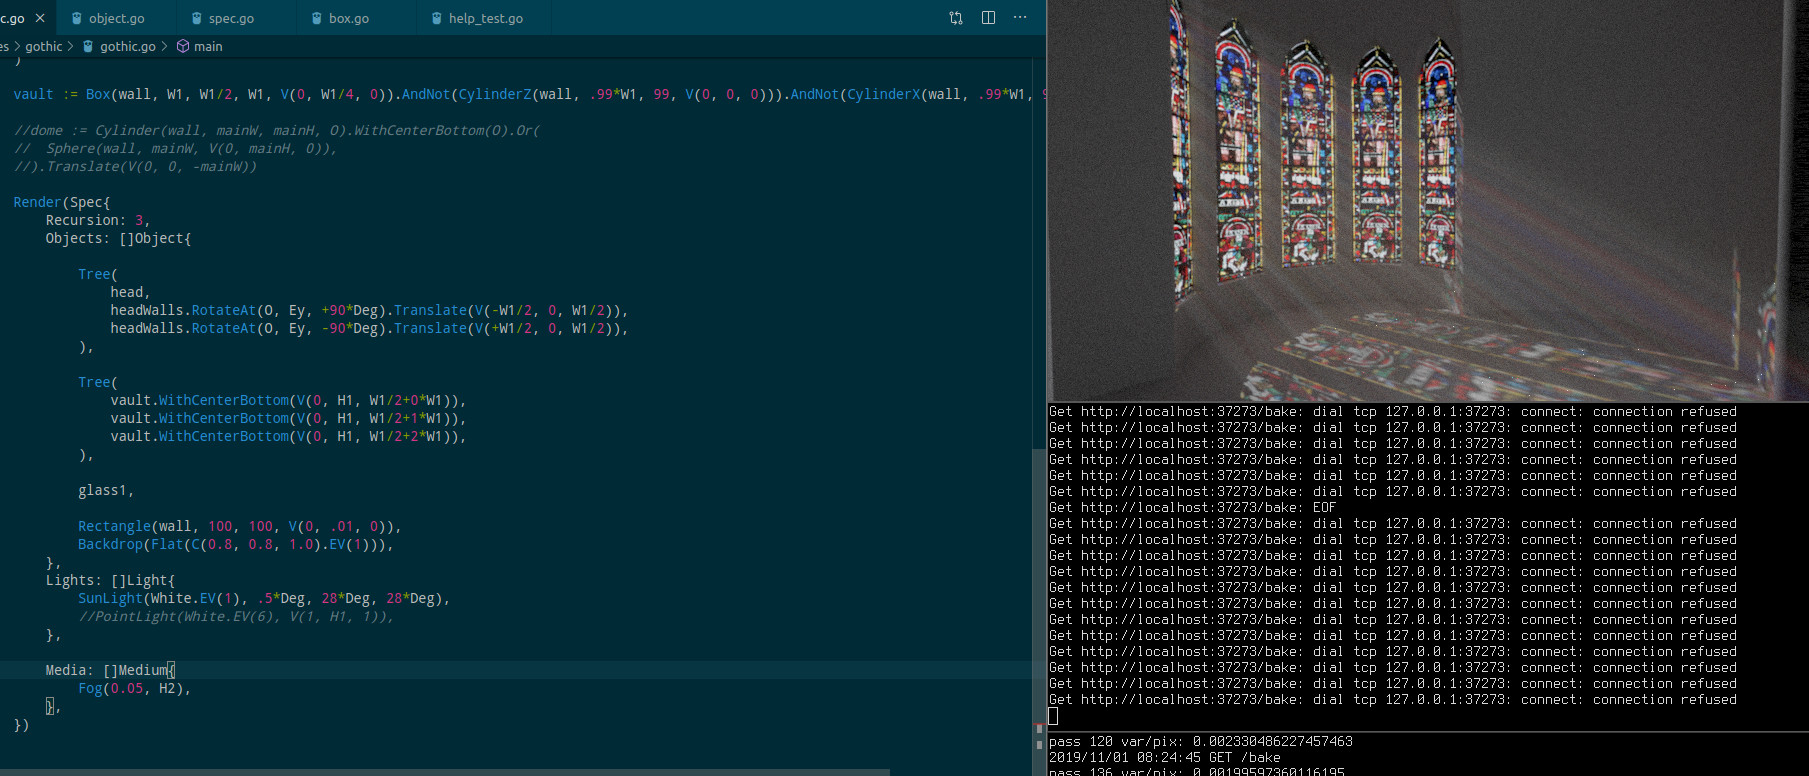 c.go × object.go spec.go box.go help_test.go ···
es > gothic > gothic.go > main
)
vault := Box(wall, W1, W1/2, W1, V(0, W1/4, 0)).AndNot(CylinderZ(wall, .99*W1, 99, V(0, 0, 0))).AndNot(CylinderX(wall, .99*W1, 9
//dome := Cylinder(wall, mainW, mainH, O).WithCenterBottom(O).Or(
//  Sphere(wall, mainW, V(0, mainH, 0)),
//).Translate(V(0, 0, -mainW))
Render(Spec{
Recursion: 3,
Objects: []Object{
Tree(
head,
headWalls.RotateAt(O, Ey, +90*Deg).Translate(V(-W1/2, 0, W1/2)),
headWalls.RotateAt(O, Ey, -90*Deg).Translate(V(+W1/2, 0, W1/2)),
),
Tree(
vault.WithCenterBottom(V(0, H1, W1/2+0*W1)),
vault.WithCenterBottom(V(0, H1, W1/2+1*W1)),
vault.WithCenterBottom(V(0, H1, W1/2+2*W1)),
),
glass1,
Rectangle(wall, 100, 100, V(0, .01, 0)),
Backdrop(Flat(C(0.8, 0.8, 1.0).EV(1))),
},
Lights: []Light{
SunLight(White.EV(1), .5*Deg, 28*Deg, 28*Deg),
//PointLight(White.EV(6), V(1, H1, 1)),
},
Media: []Medium{
Fog(0.05, H2),
},
})
Get http://localhost:37273/bake: dial tcp 127.0.0.1:37273: connect: connection refused
Get http://localhost:37273/bake: dial tcp 127.0.0.1:37273: connect: connection refused
Get http://localhost:37273/bake: dial tcp 127.0.0.1:37273: connect: connection refused
Get http://localhost:37273/bake: dial tcp 127.0.0.1:37273: connect: connection refused
Get http://localhost:37273/bake: dial tcp 127.0.0.1:37273: connect: connection refused
Get http://localhost:37273/bake: dial tcp 127.0.0.1:37273: connect: connection refused
Get http://localhost:37273/bake: EOF
Get http://localhost:37273/bake: dial tcp 127.0.0.1:37273: connect: connection refused
Get http://localhost:37273/bake: dial tcp 127.0.0.1:37273: connect: connection refused
Get http://localhost:37273/bake: dial tcp 127.0.0.1:37273: connect: connection refused
Get http://localhost:37273/bake: dial tcp 127.0.0.1:37273: connect: connection refused
Get http://localhost:37273/bake: dial tcp 127.0.0.1:37273: connect: connection refused
Get http://localhost:37273/bake: dial tcp 127.0.0.1:37273: connect: connection refused
Get http://localhost:37273/bake: dial tcp 127.0.0.1:37273: connect: connection refused
Get http://localhost:37273/bake: dial tcp 127.0.0.1:37273: connect: connection refused
Get http://localhost:37273/bake: dial tcp 127.0.0.1:37273: connect: connection refused
Get http://localhost:37273/bake: dial tcp 127.0.0.1:37273: connect: connection refused
Get http://localhost:37273/bake: dial tcp 127.0.0.1:37273: connect: connection refused
Get http://localhost:37273/bake: dial tcp 127.0.0.1:37273: connect: connection refused
pass 120 var/pix: 0.002330486227457463
2019/11/01 08:24:45 GET /bake
pass 136 var/pix: 0.00199597360116195